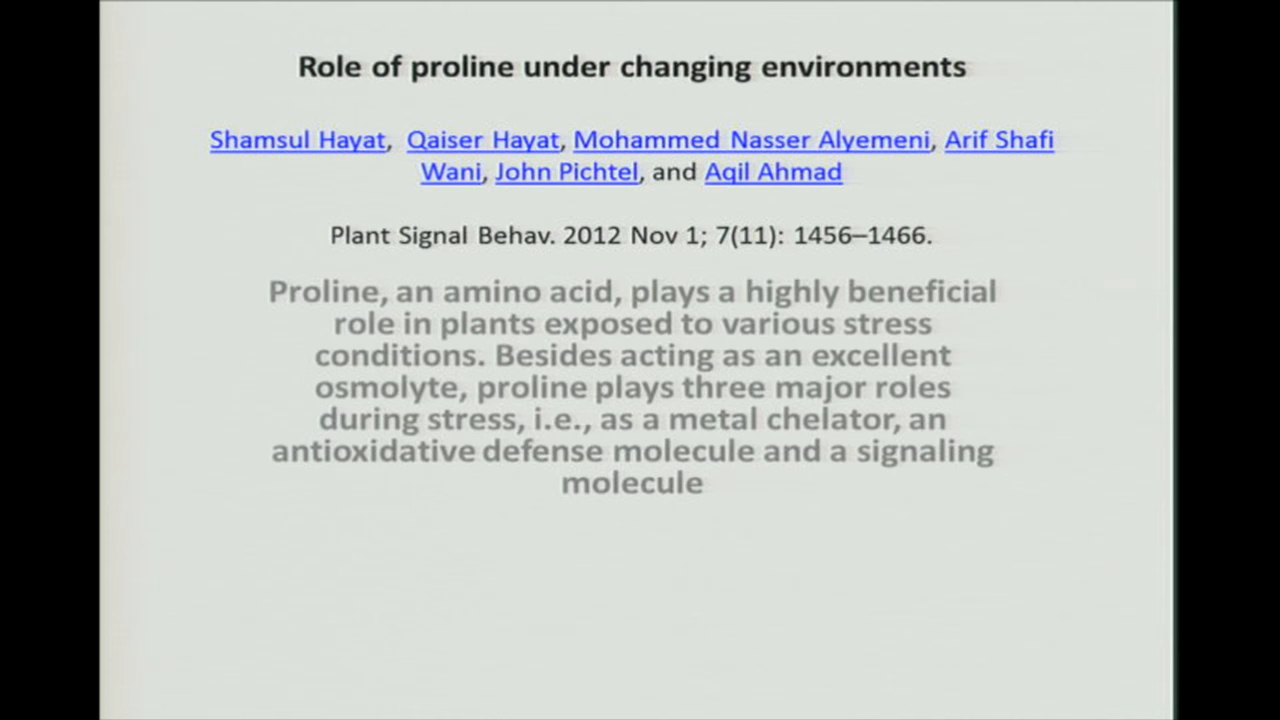 Role of proline under changing environments
Shamsul Hayat, Qaiser Hayat, Mohammed Nasser Alyemeni, Arif Shafi
Wani, John Pichtel, and Aqil Ahmad
Plant Signal Behav. 2012 Nov 1; 7(11): 1456–1466.
Proline, an amino acid, plays a highly beneficial
role in plants exposed to various stress
conditions. Besides acting as an excellent
osmolyte, proline plays three major roles
during stress, i.e., as a metal chelator, an
antioxidative defense molecule and a signaling
molecule